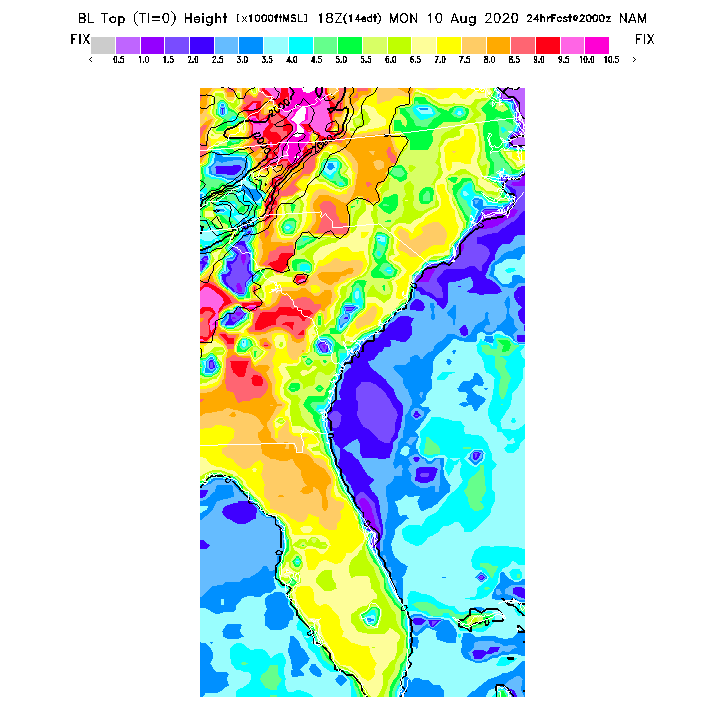 BL Top (TI=0) Height [x1000ftMSL] 18Z(14edt) MON 10 Aug 2020 24hrFcst@2000z NAM
FIX FIX
< 0.5 1.0 1.5 2.0 2.5 3.0 3.5 4.0 4.5 5.0 5.5 6.0 6.5 7.0 7.5 8.0 8.5 9.0 9.5 10.0 10.5 >